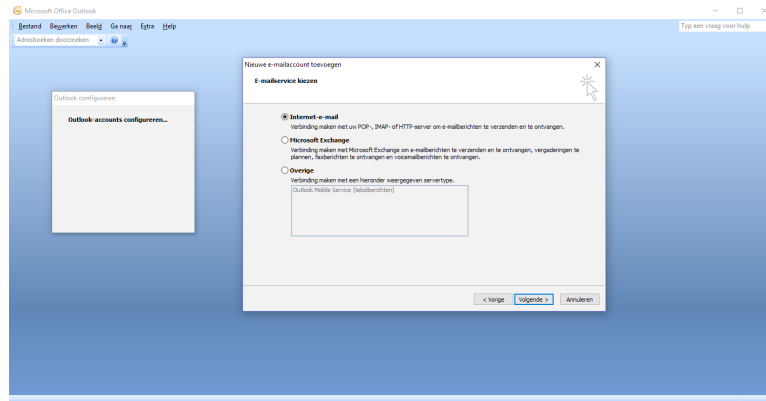 Microsoft Office Outlook
Bestand Bewerken Beeld Ga naar Extra Help
Typ een vraag voor hulp
Adresboeken doorzoeken
Nieuwe e-mailaccount toevoegen
E-mailservice kiezen
Outlook configureren
Outlook-accounts configureren...
Internet-e-mail
Verbinding maken met uw POP-, IMAP- of HTTP-server om e-mailberichten te verzenden en te ontvangen.
Microsoft Exchange
Verbinding maken met Microsoft Exchange om e-mailberichten te verzenden en te ontvangen, vergaderingen te
plannen, faxberichten te ontvangen en voicemailberichten te ontvangen.
Overige
Verbinding maken met een hieronder weergegeven servertype.
Outlook Mobile Service (tekstberichten)
< Vorige Volgende > Annuleren